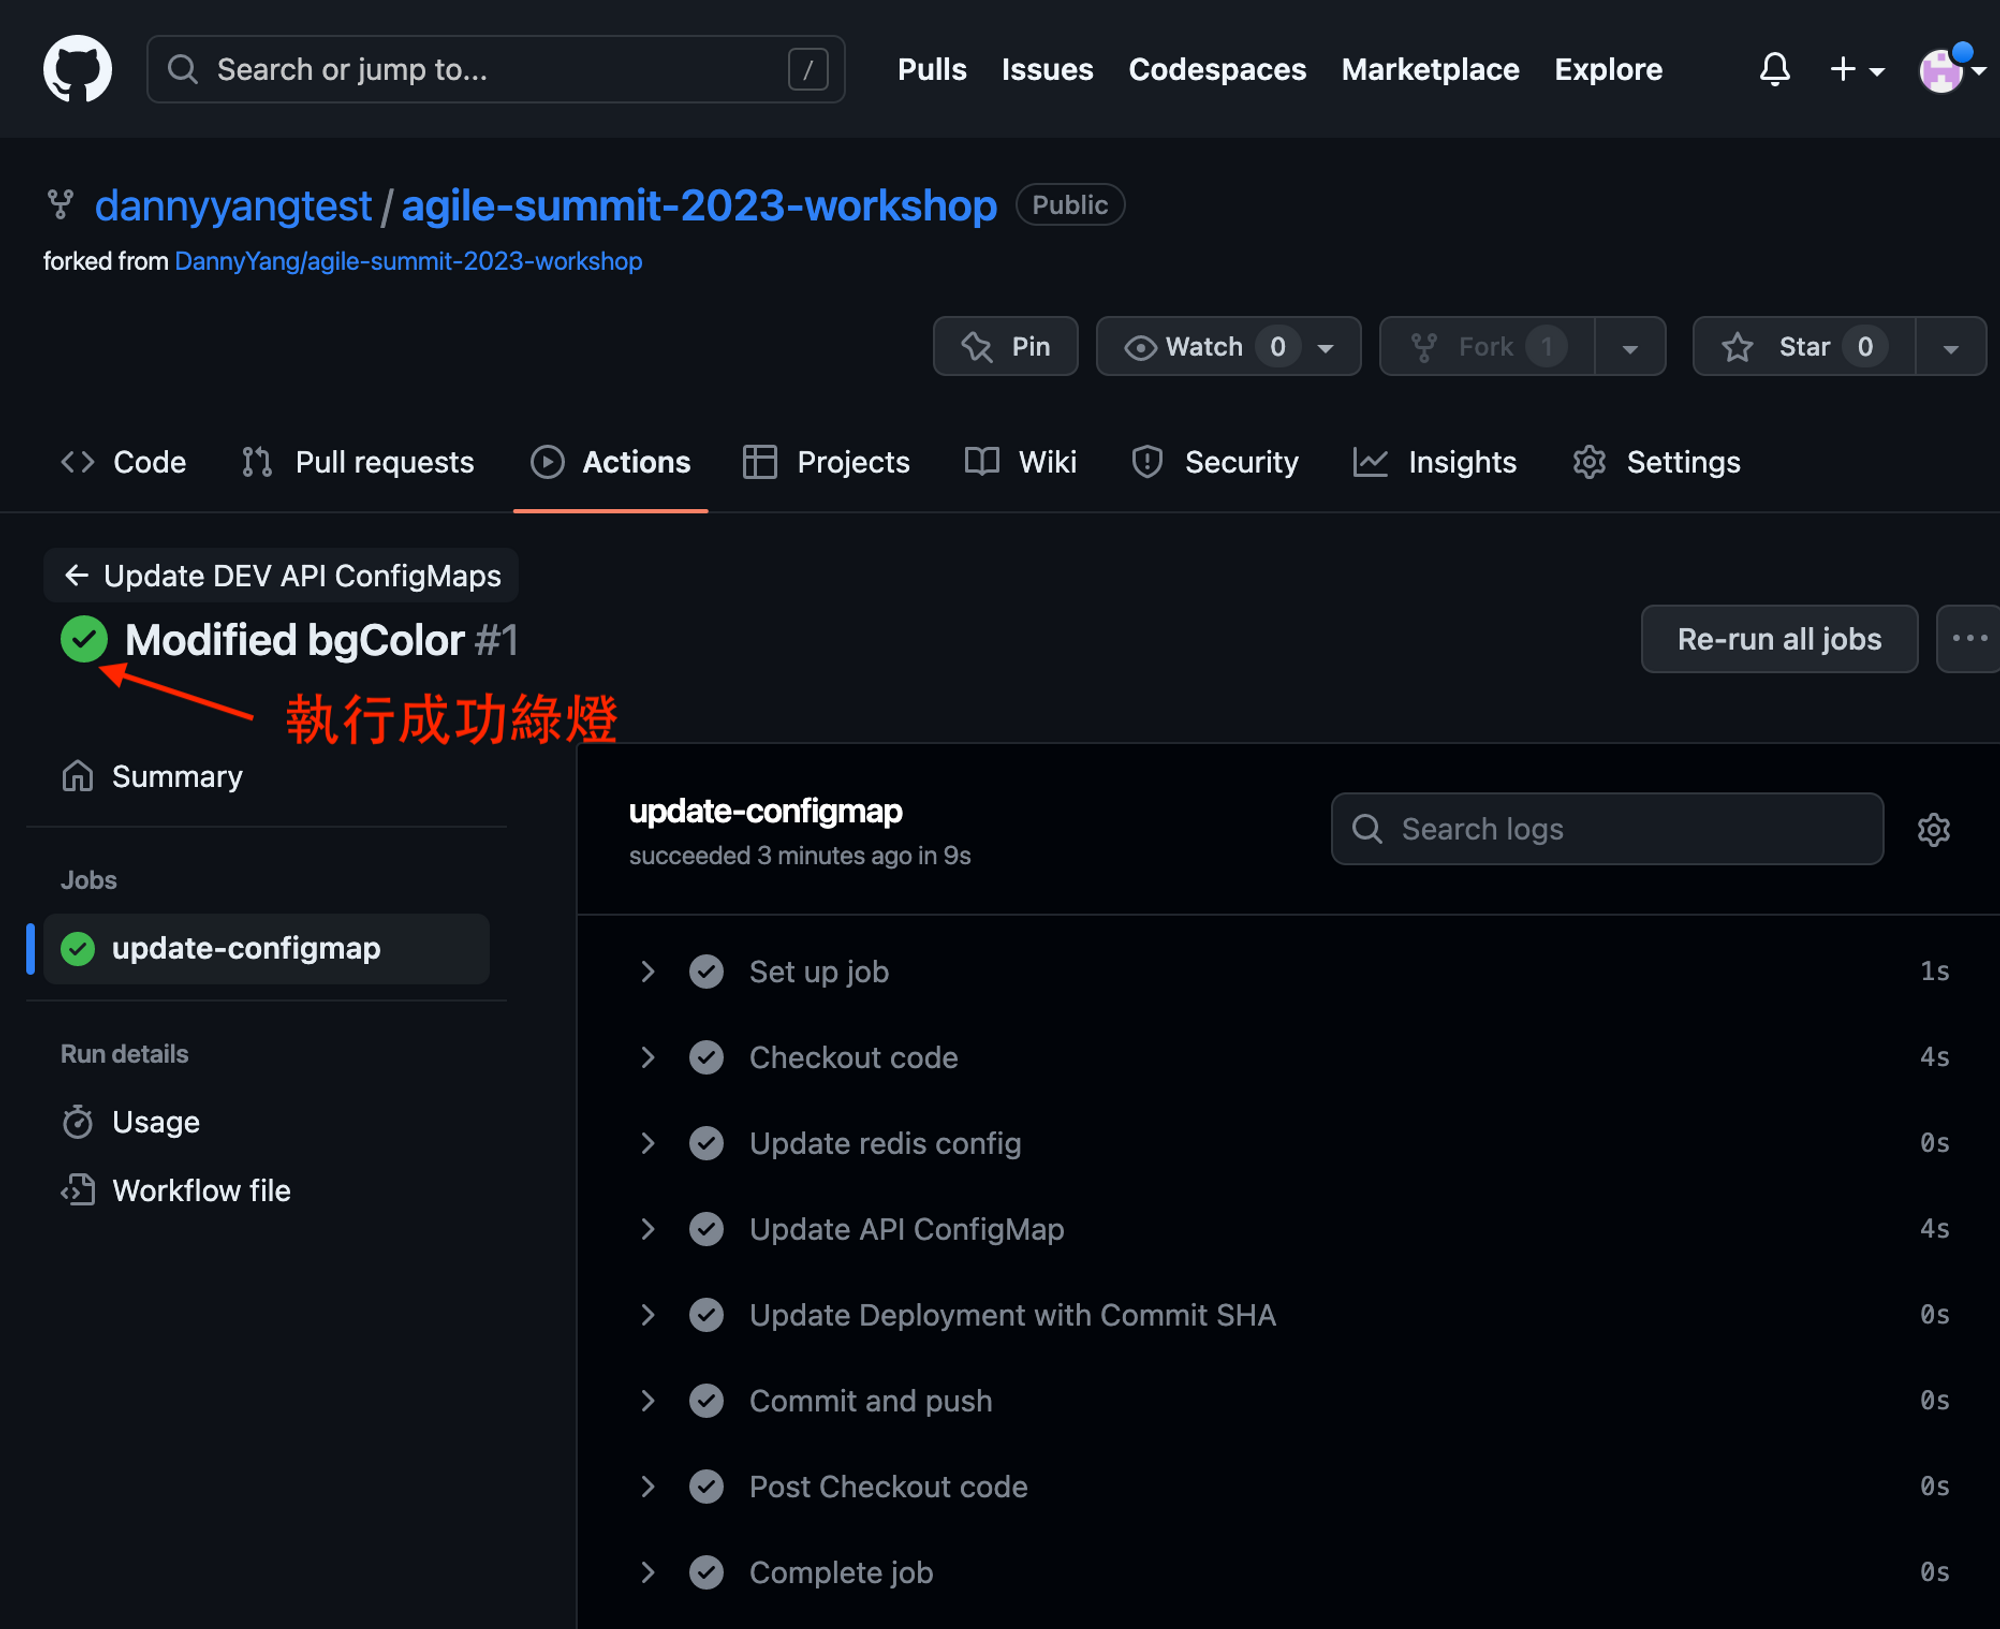 Search or jump to... /
Pulls Issues Codespaces Marketplace Explore
dannyyangtest / agile-summit-2023-workshop Public
forked from DannyYang/agile-summit-2023-workshop
Pin Watch 0 Fork 1 Star 0
Code Pull requests Actions Projects Wiki Security Insights Settings
← Update DEV API ConfigMaps
Modified bgColor #1
Re-run all jobs
執行成功綠燈
Summary
Jobs
update-configmap
Run details
Usage
Workflow file
update-configmap
succeeded 3 minutes ago in 9s
Search logs
Set up job 1s
Checkout code 4s
Update redis config 0s
Update API ConfigMap 4s
Update Deployment with Commit SHA 0s
Commit and push 0s
Post Checkout code 0s
Complete job 0s